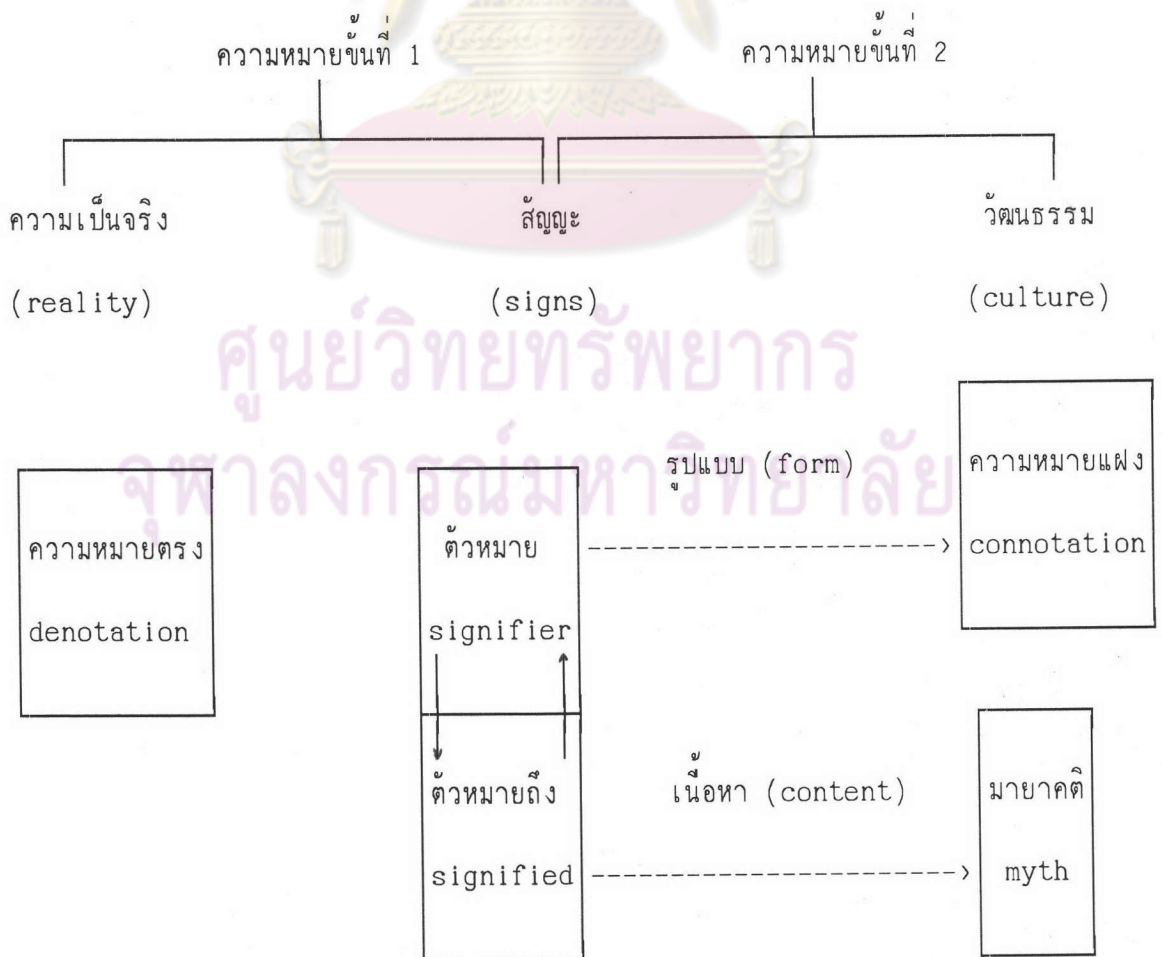 ความหมายขั้นที่ 1 ความหมายขั้นที่ 2
ความเป็นจริง สัญญะ วัฒนธรรม
(reality) (signs) (culture)
ศูนย์วิทยทรัพยากร
จุฬาลงกรณ์มหาวิทยาลัย
รูปแบบ (form) ความหมายแฝง
ความหมายตรง ตัวหมาย connotation
denotation signifier
ตัวหมายถึง เนื้อหา (content) มายาคติ
signified myth